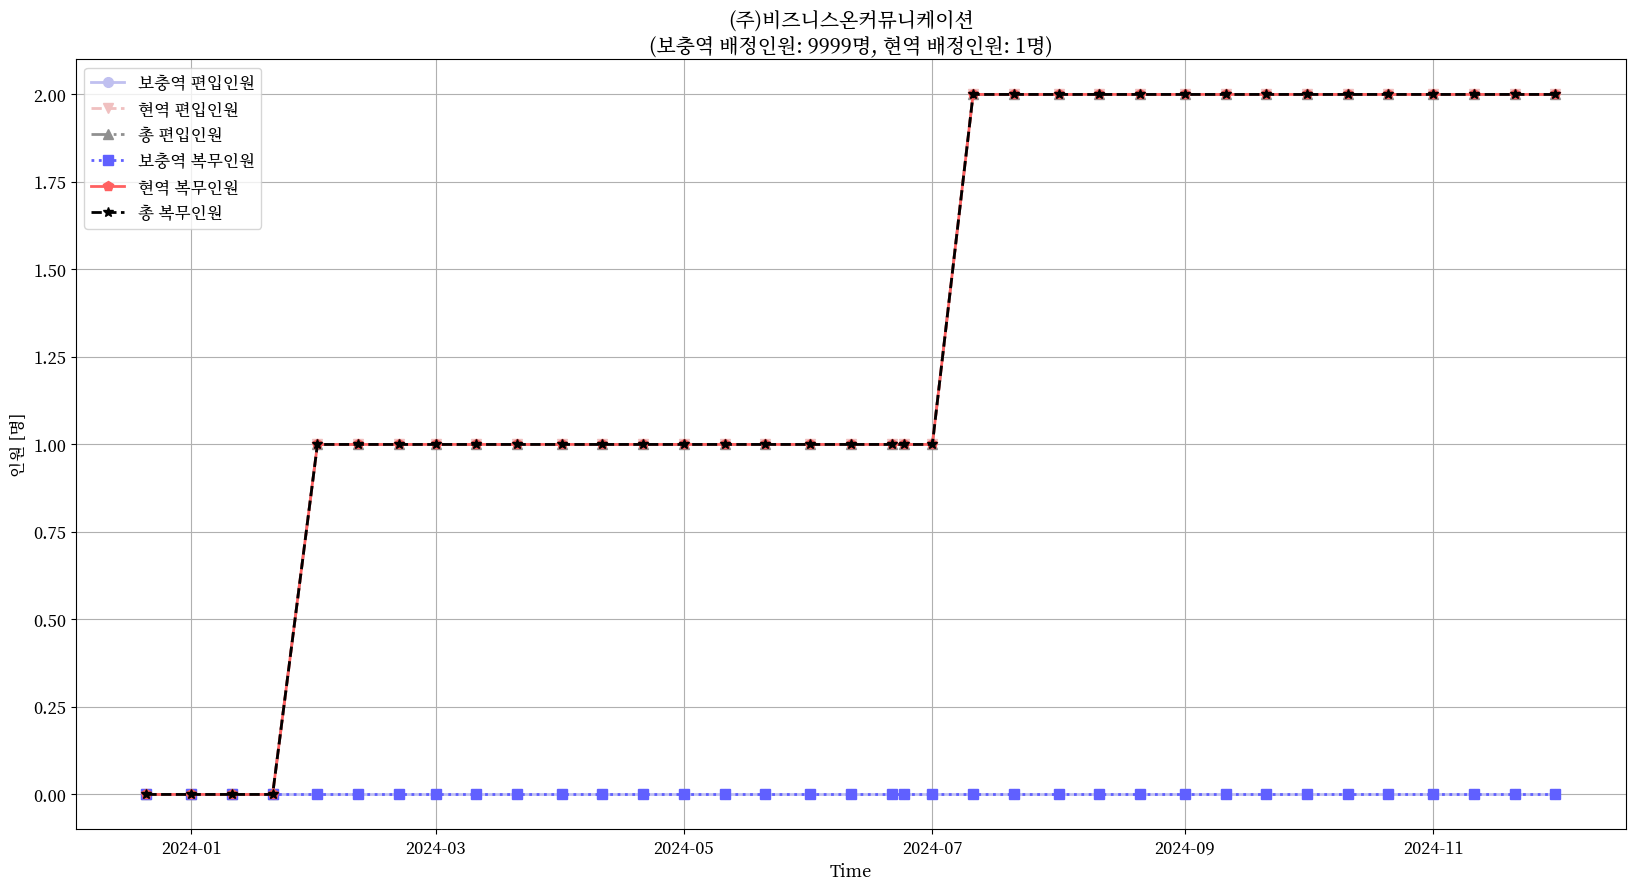 (주)비즈니스온커뮤니케이션
(보충역 배정인원: 9999명, 현역 배정인원: 1명)
보충역 편입인원
현역 편입인원
총 편입인원
보충역 복무인원
현역 복무인원
총 복무인원
2.00
1.75
1.50
1.25
1.00
0.75
0.50
0.25
0.00
인원 [명]
2024-01 2024-03 2024-05 2024-07 2024-09 2024-11
Time